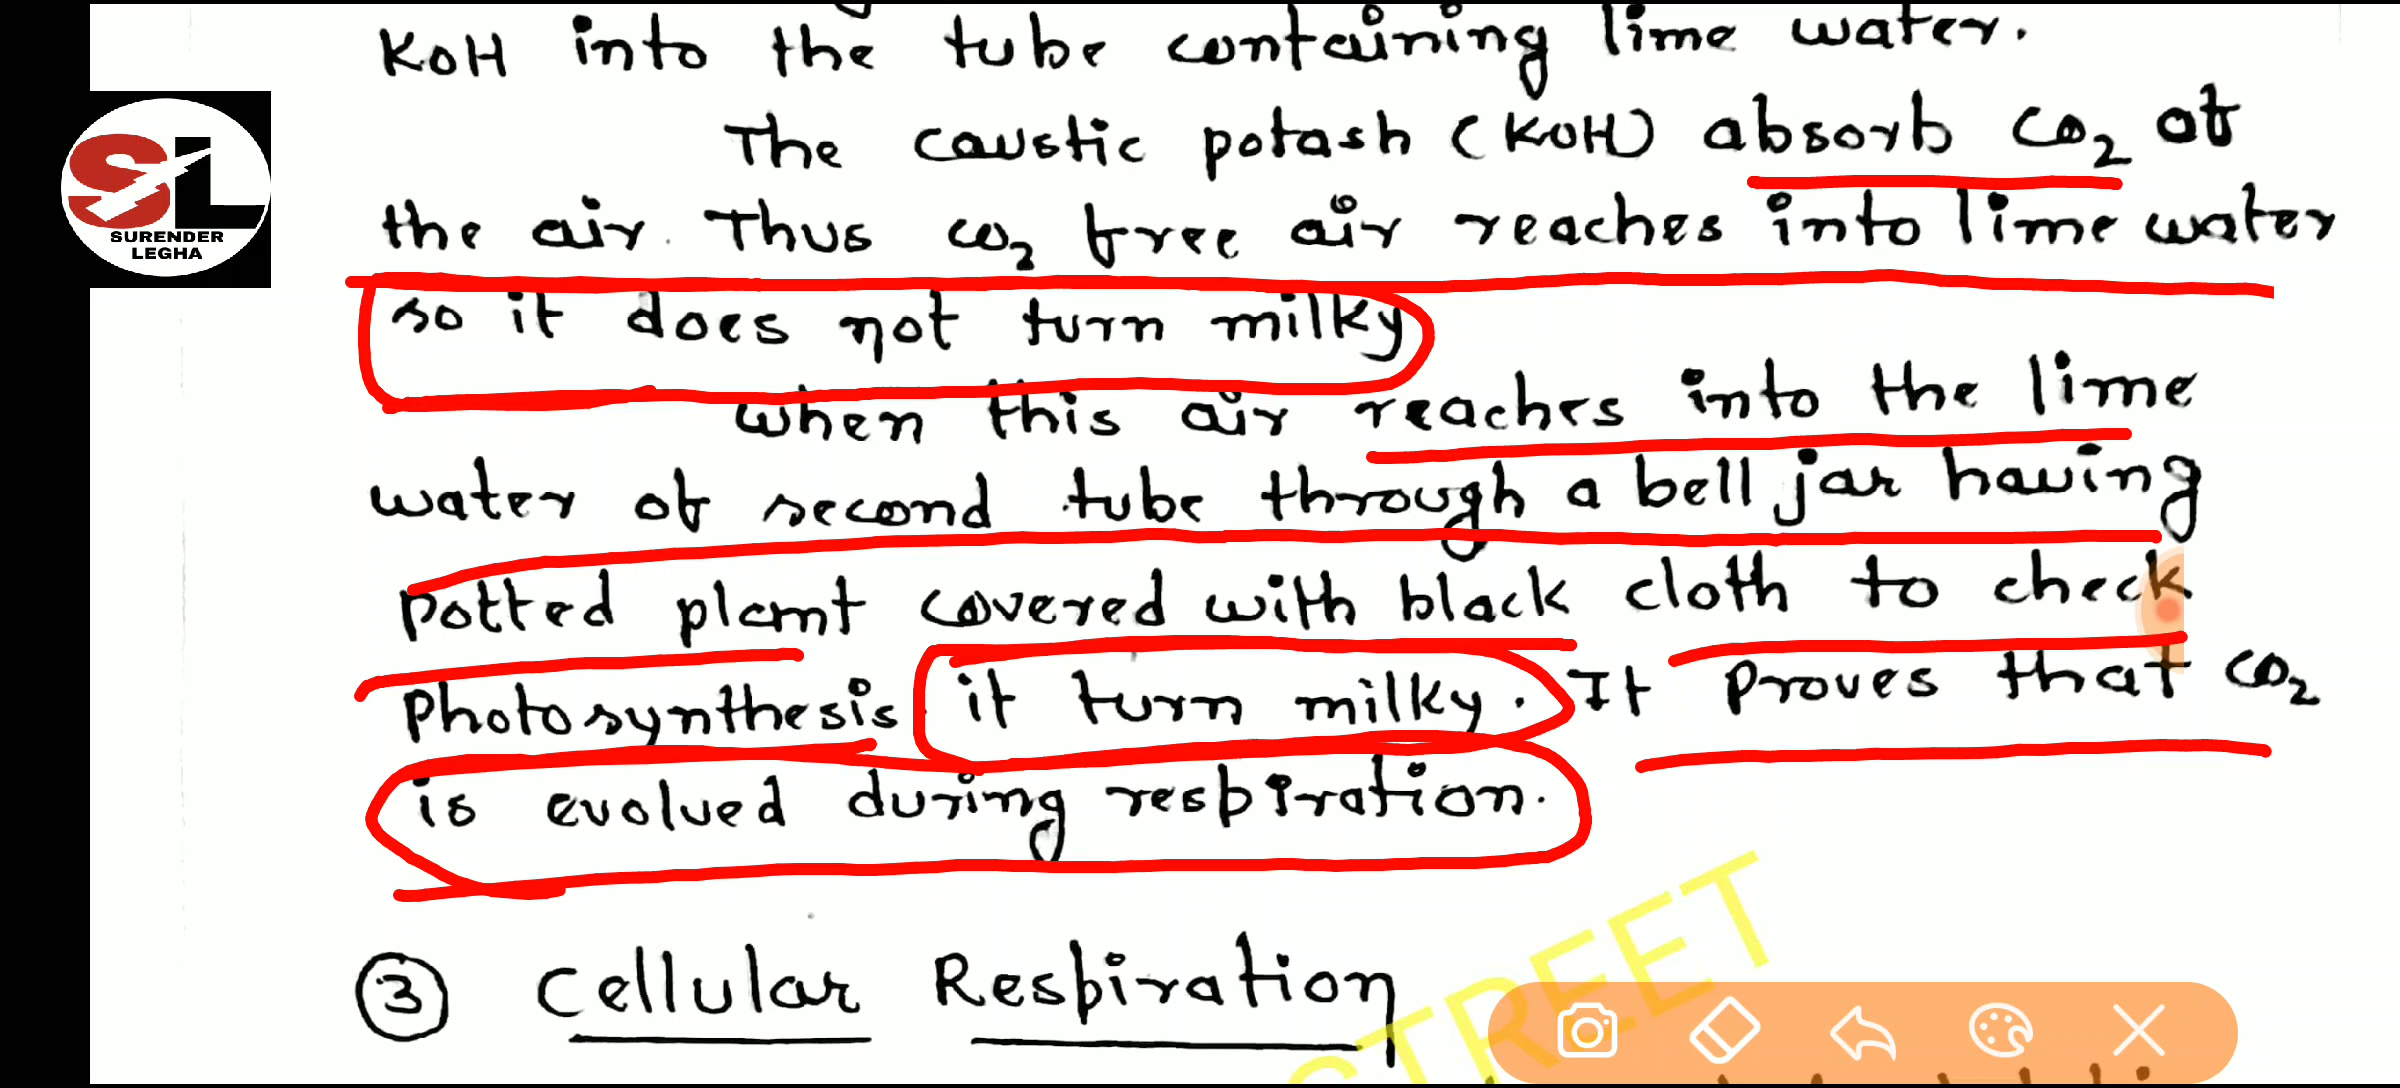 KOH into the tube containing lime water.
The caustic potash (KOH) absorb CO2 of
the air. Thus CO2 free air reaches into lime water
so it does not turn milky
When this air reaches into the lime
water of second tube through a bell jar having
potted plant covered with black cloth to check
photosynthesis it turn milky. It proves that CO2
is evolved during respiration.
③ Cellular Respiration
SL
SURENDER
LEGHA
STREET